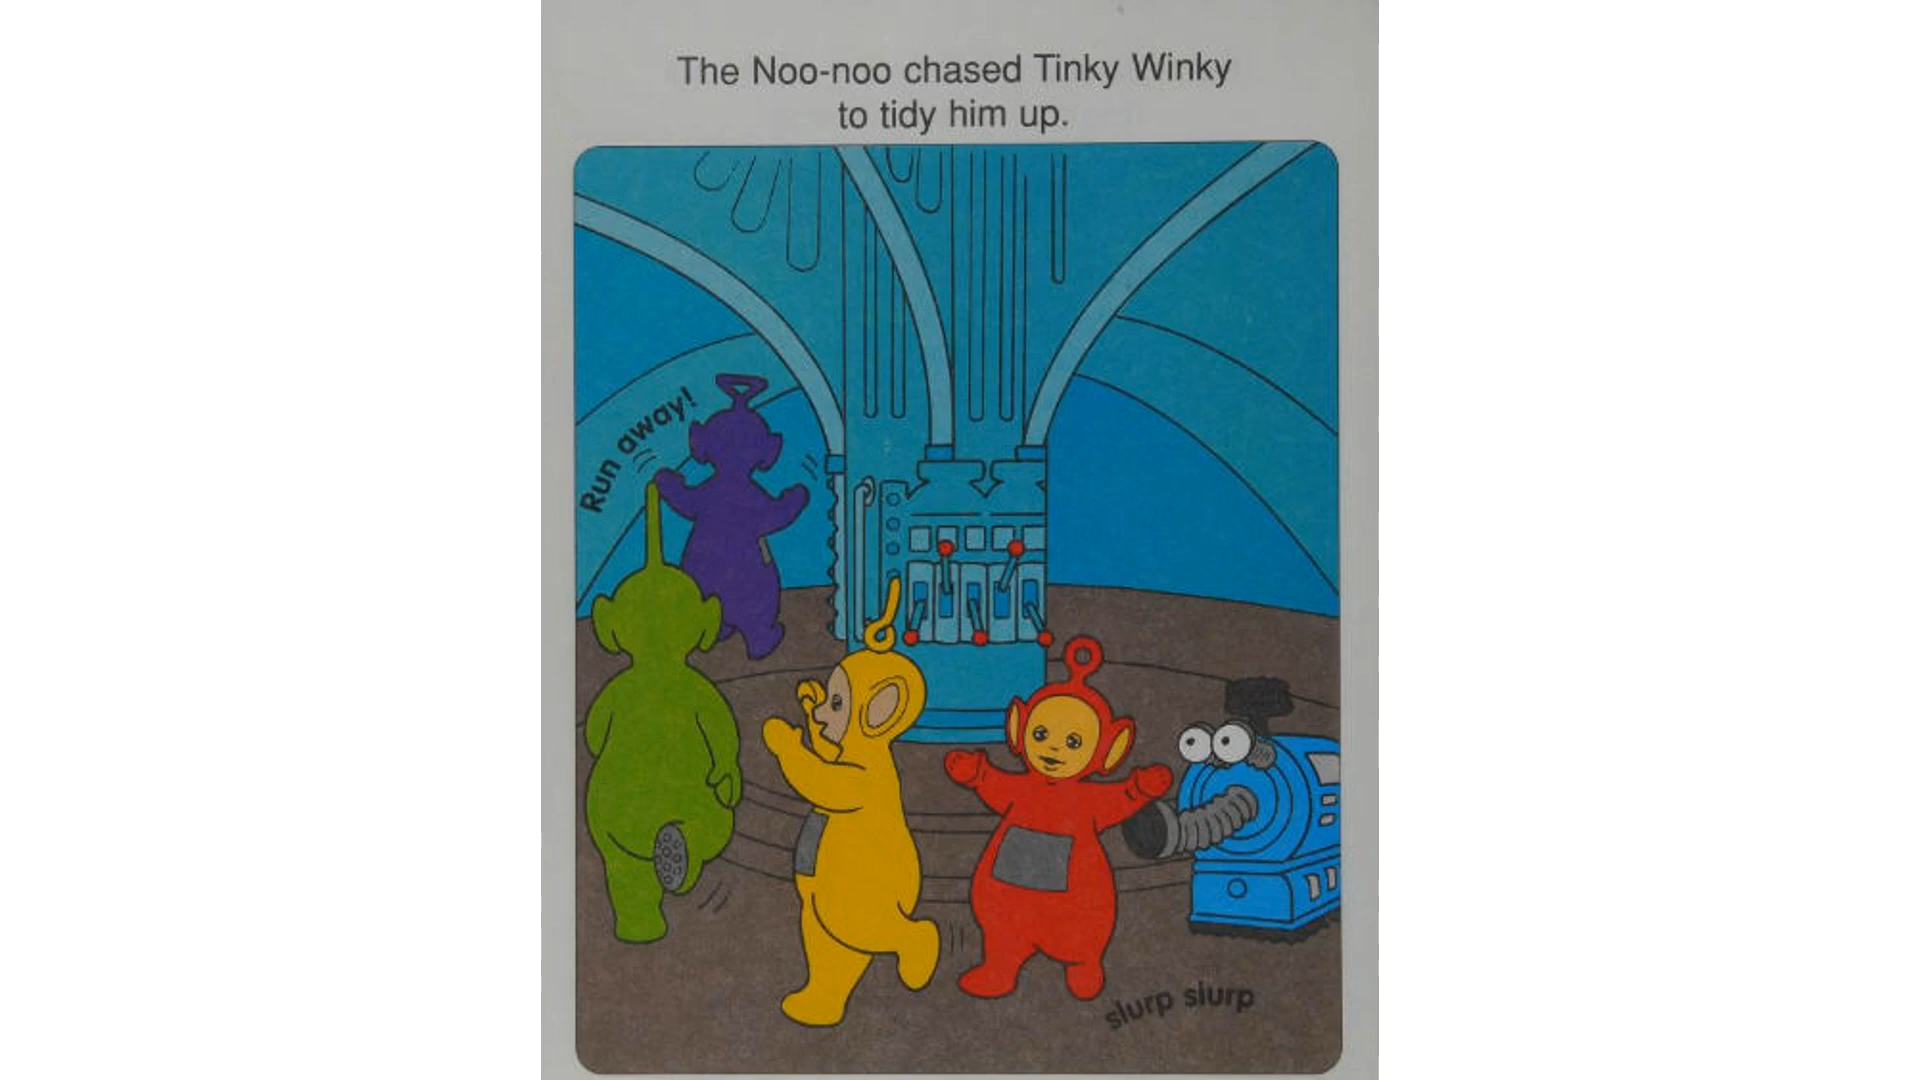 The Noo-noo chased Tinky Winky
to tidy him up.
Run away!
slurp slurp